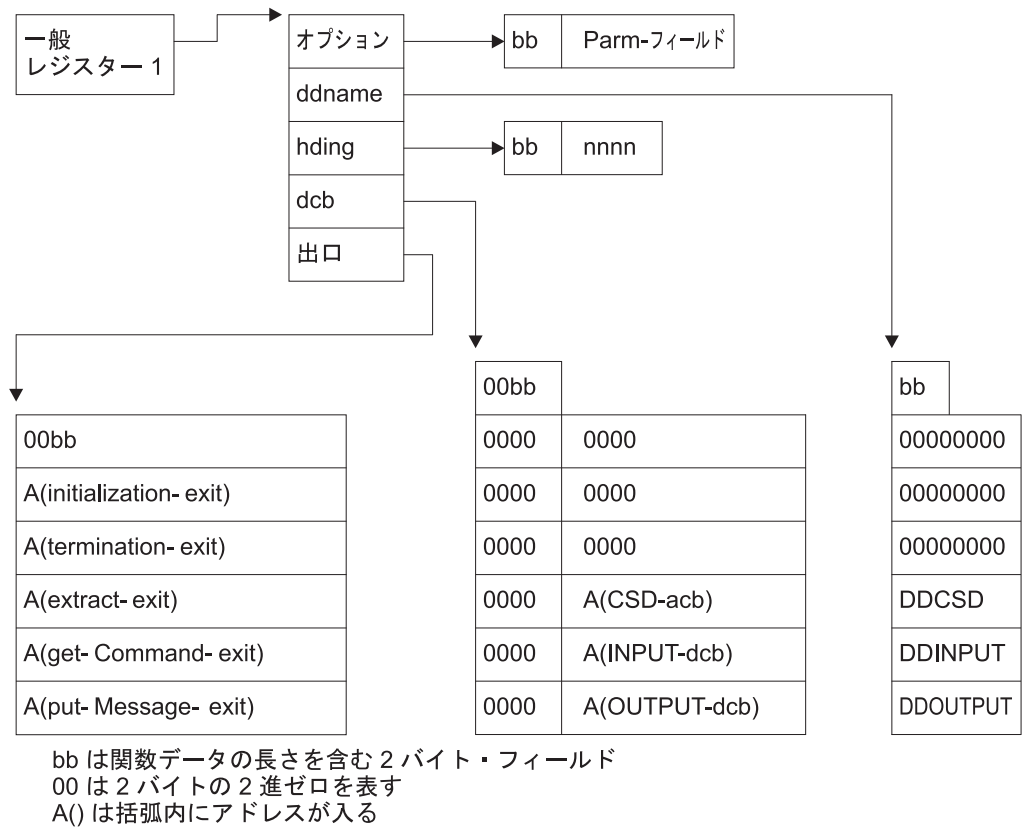 一般
レジスター 1
オプション
bb Parm-フィールド
ddname
hding
bb nnnn
dcb
出口
00bb
A(initialization- exit)
A(termination- exit)
A(extract- exit)
A(get- Command- exit)
A(put- Message- exit)
00bb
0000 0000
0000 0000
0000 0000
0000 A(CSD-acb)
0000 A(INPUT-dcb)
0000 A(OUTPUT-dcb)
bb
00000000
00000000
00000000
DDCSD
DDINPUT
DDOUTPUT
bb は関数データの長さを含む 2 バイト・フィールド
00 は 2 バイトの 2 進ゼロを表す
A() は括弧内にアドレスが入る